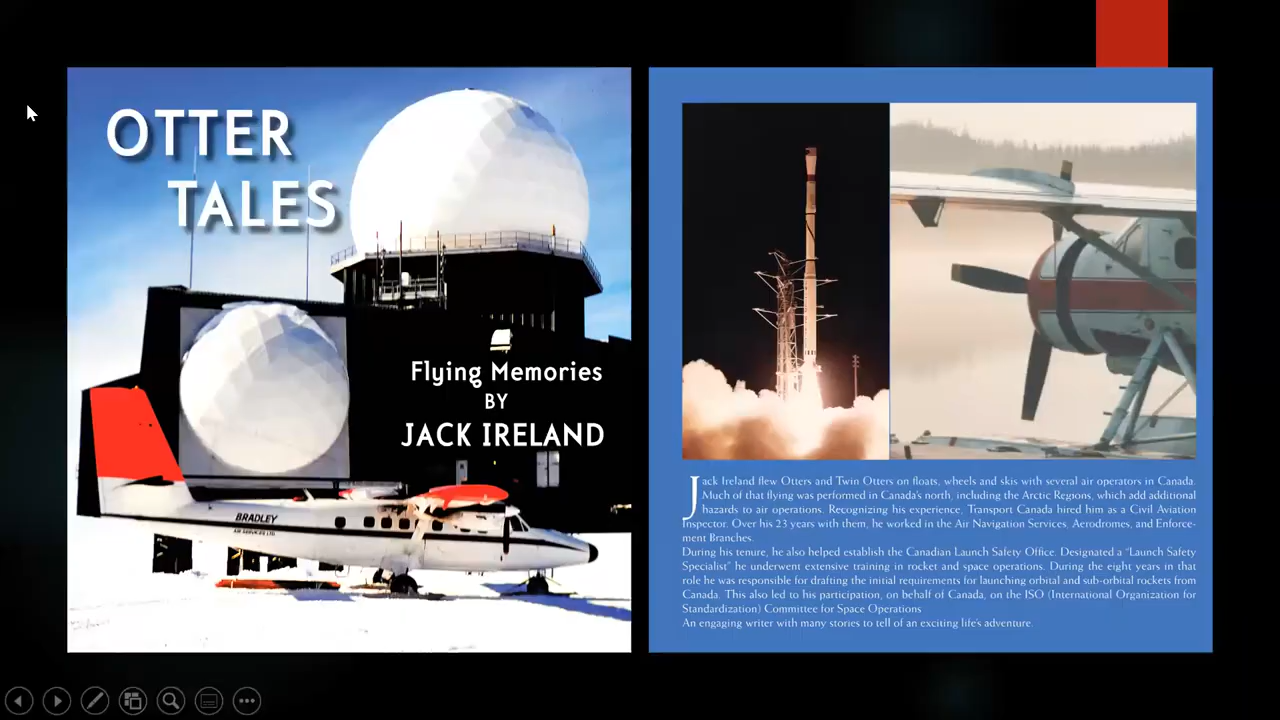 OTTER
TALES
Flying Memories
BY
JACK IRELAND
BRADLEY
AIR SERVICES LTD.
Jack Ireland flew Otters and Twin Otters on floats, wheels and skis with several air operators in Canada.
Much of that flying was performed in Canada's north, including the Arctic Regions, which add additional
hazards to air operations. Recognizing his experience, Transport Canada hired him as a Civil Aviation
Inspector. Over his 23 years with them, he worked in the Air Navigation Services, Aerodromes, and Enforce-
ment Branches.
During his tenure, he also helped establish the Canadian Launch Safety Office. Designated a "Launch Safety
Specialist" he underwent extensive training in rocket and space operations. During the eight years in that
role he was responsible for drafting the initial requirements for launching orbital and sub-orbital rockets from
Canada. This also led to his participation, on behalf of Canada, on the ISO (International Organization for
Standardization) Committee for Space Operations
An engaging writer with many stories to tell of an exciting life's adventure.